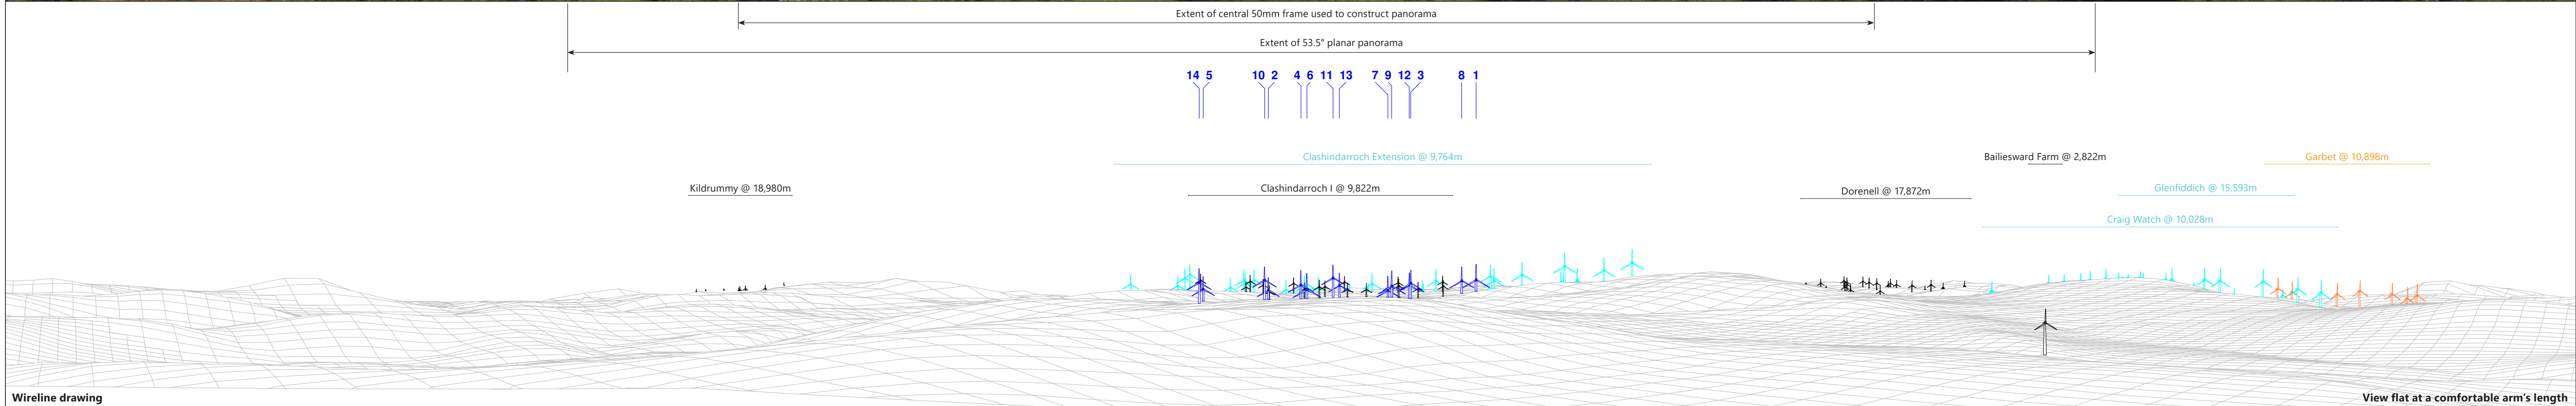 Extent of central 50mm frame used to construct panorama
Extent of 53.5° planar panorama
14 5 10 2 4 6 11 13 7 9 12 3 8 1
Clashindarroch Extension @ 9,764m
Bailiesward Farm @ 2,822m
Garbet @ 10,898m
Kildrummy @ 18,980m
Clashindarroch I @ 9,822m
Dorenell @ 17,872m
Glenfiddich @ 15,593m
Craig Watch @ 10,028m
Wireline drawing
View flat at a comfortable arm's length